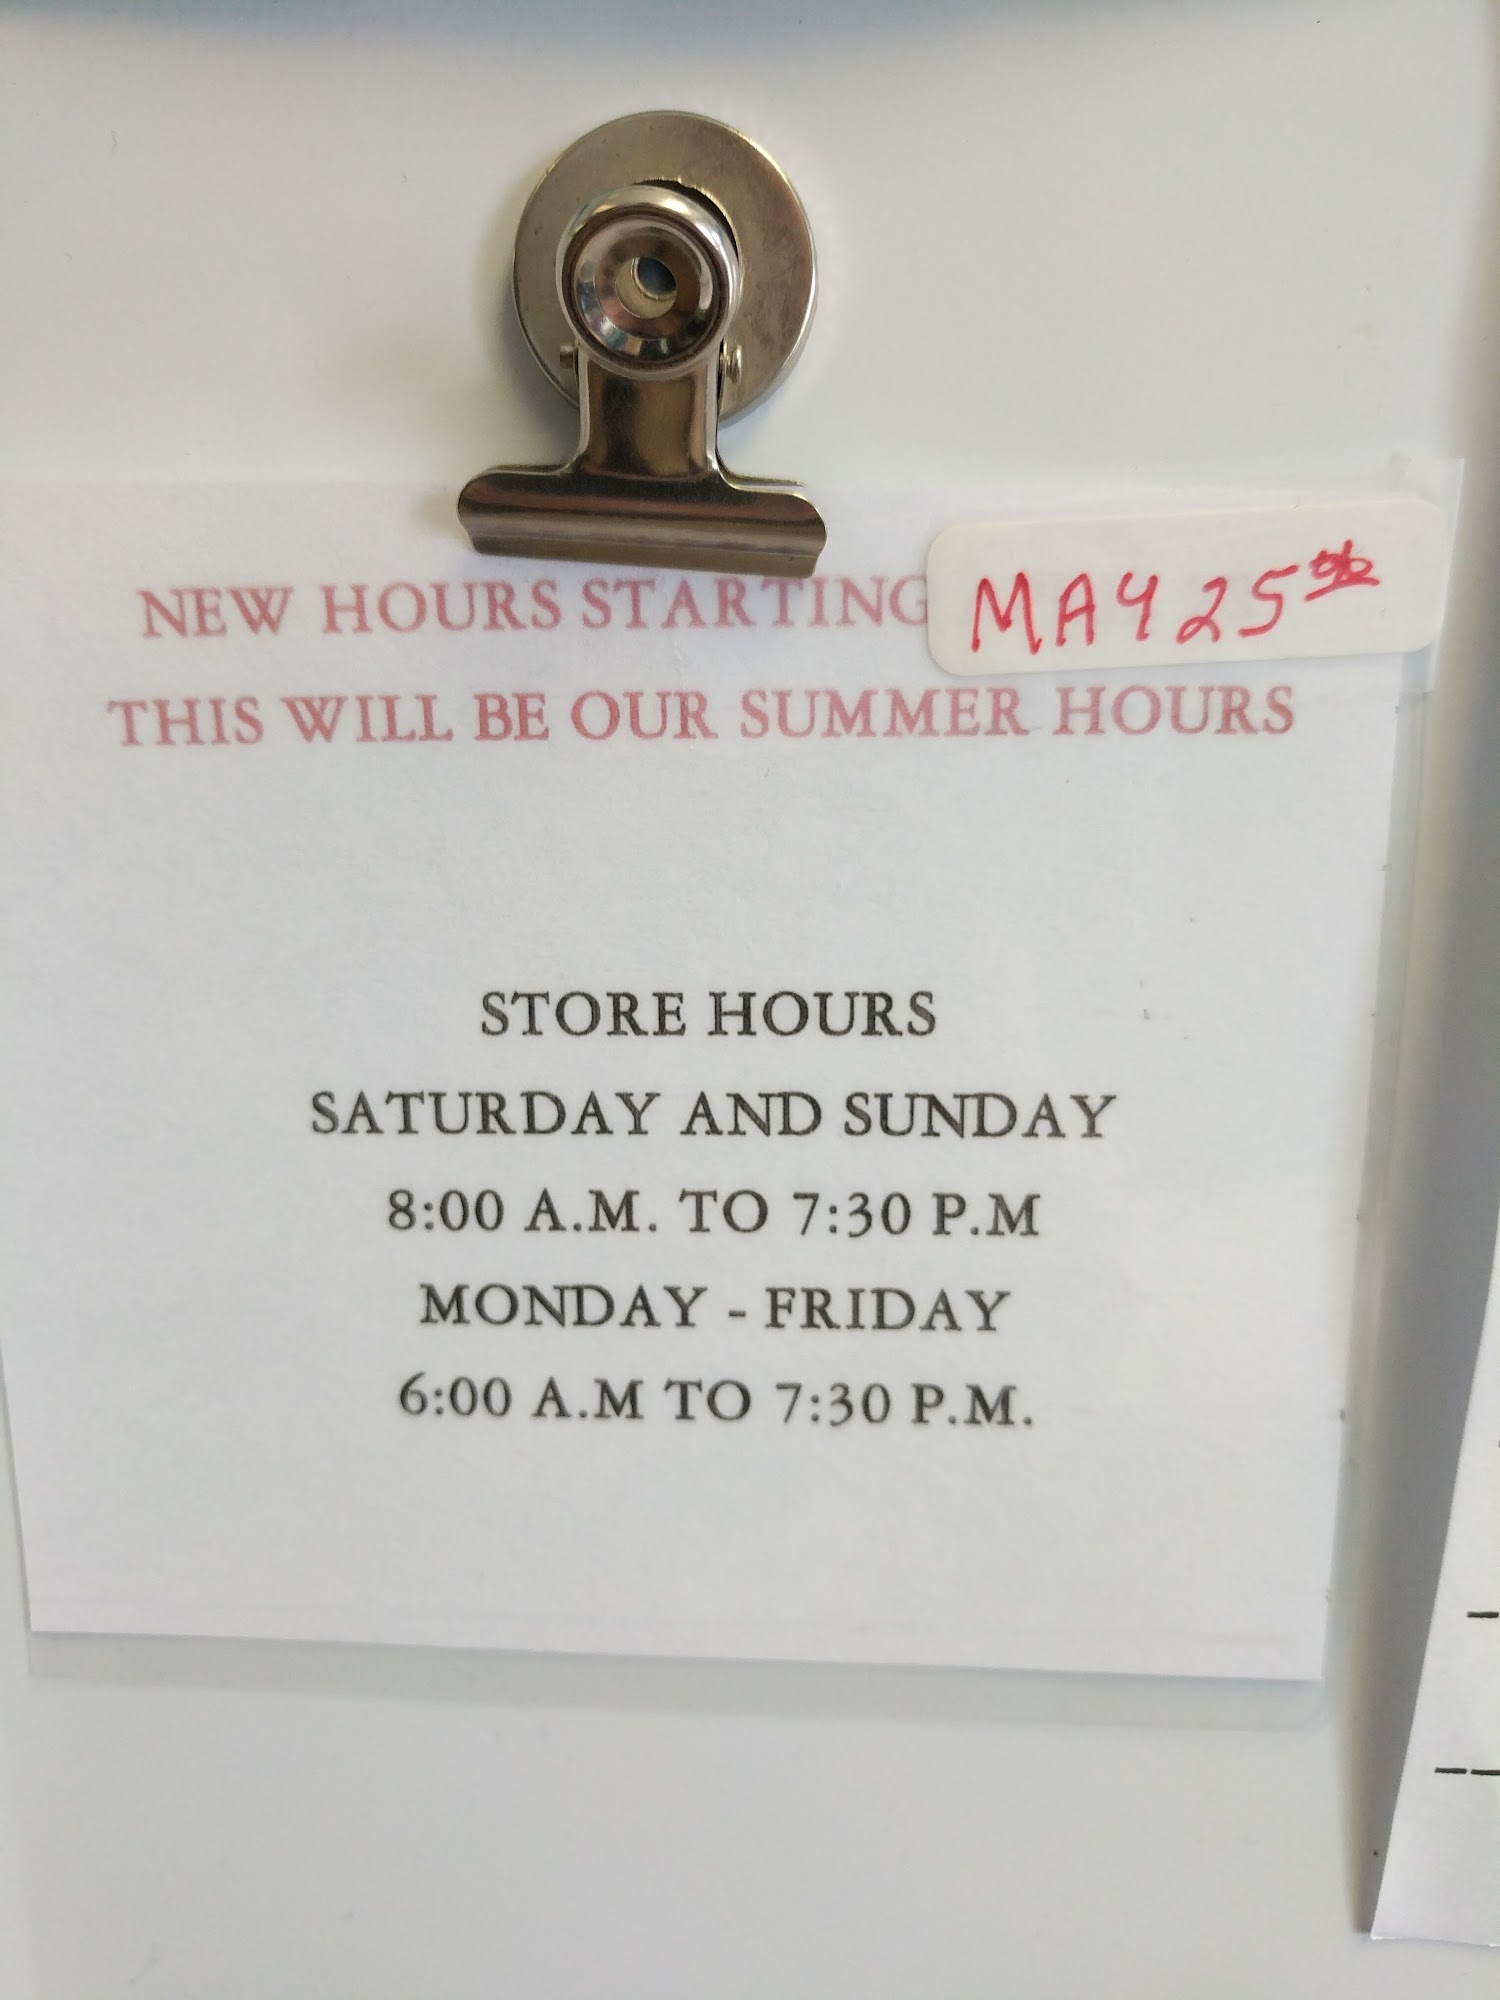 NEW HOURS STARTING MAY 25th
THIS WILL BE OUR SUMMER HOURS
STORE HOURS
SATURDAY AND SUNDAY
8:00 A.M. TO 7:30 P.M
MONDAY - FRIDAY
6:00 A.M TO 7:30 P.M.